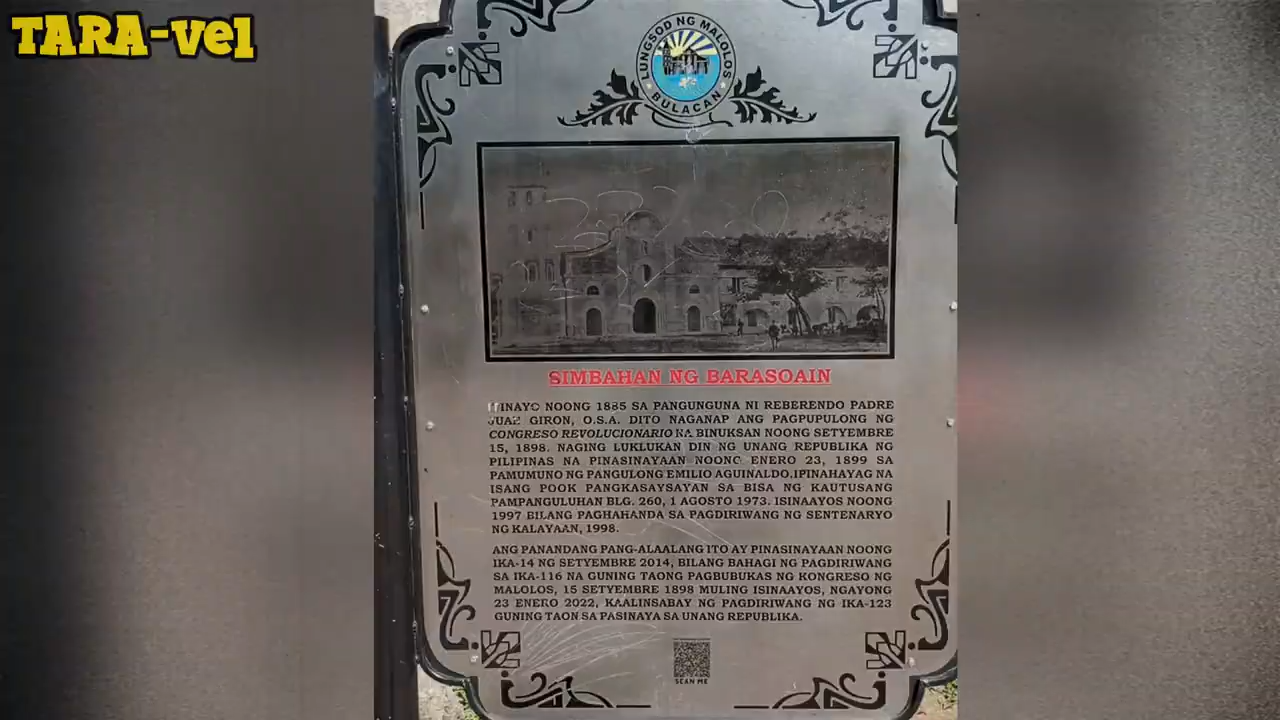 TARA-vel
LUNGSOD NG MALOLOS
BULACAN
SIMBAHAN NG BARASOAIN
ITINAYO NOONG 1885 SA PANGUNGUNA NI REBERENDO PADRE
JUAN GIRON, O.S.A. DITO NAGANAP ANG PAGPUPULONG NG
CONGRESO REVOLUCIONARIO NA BINUKSAN NOONG SETYEMBRE
15, 1898. NAGING LUKLUKAN DIN NG UNANG REPUBLIKA NG
PILIPINAS NA PINASINAYAAN NOONG ENERO 23, 1899 SA
PAMUMUNO NG PANGULONG EMILIO AGUINALDO.IPINAHAYAG NA
ISANG POOK PANGKASAYSAYAN SA BISA NG KAUTUSANG
PAMPANGULUHAN BLG. 260, 1 AGOSTO 1973. ISINAAYOS NOONG
1997 BILANG PAGHAHANDA SA PAGDIRIWANG NG SENTENARYO
NG KALAYAAN, 1998.
ANG PANANDANG PANG-ALAALANG ITO AY PINASINAYAAN NOONG
IKA-14 NG SETYEMBRE 2014, BILANG BAHAGI NG PAGDIRIWANG
SA IKA-116 NA GUNING TAONG PAGBUBUKAS NG KONGRESO NG
MALOLOS, 15 SETYEMBRE 1898 MULING ISINAAYOS, NGAYONG
23 ENERO 2022, KAALINSABAY NG PAGDIRIWANG NG IKA-123
GUNING TAON SA PASINAYA SA UNANG REPUBLIKA.
SCAN ME